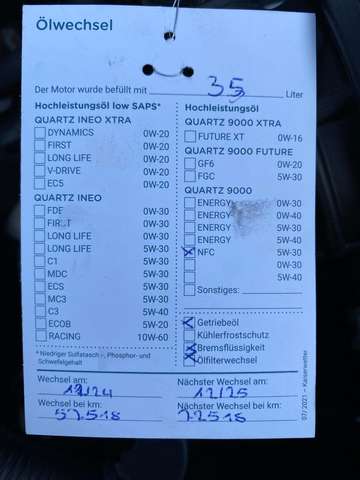 Ölwechsel
Der Motor wurde befüllt mit 35 Liter
Hochleistungsöl low SAPS*
QUARTZ INEO XTRA
DYNAMICS 0W-20
FIRST 0W-20
LONG LIFE 0W-20
V-DRIVE 0W-20
EC5 0W-20
QUARTZ INEO
FDE 0W-30
FIRST 0W-30
LONG LIFE 0W-30
LONG LIFE 5W-30
C1 5W-30
MDC 5W-30
ECS 5W-30
MC3 5W-30
C3 5W-40
ECOB 5W-20
RACING 10W-60
* Niedriger Sulfatasch-, Phosphor- und
Schwefelgehalt
Hochleistungsöl
QUARTZ 9000 XTRA
FUTURE XT 0W-16
QUARTZ 9000 FUTURE
GF6 0W-20
FGC 5W-30
QUARTZ 9000
ENERGY 0W-30
ENERGY 0W-40
ENERGY 5W-30
ENERGY 5W-40
NFC 5W-30
5W-30
5W-40
Sonstiges:
Getriebeöl
Kühlerfrostschutz
Bremsflüssigkeit
Ölfilterwechsel
Wechsel am:
12/24
Nächster Wechsel am:
12/25
Wechsel bei km:
57.518
Nächster Wechsel bei km:
72518
07/2021 – Kaiserwetter